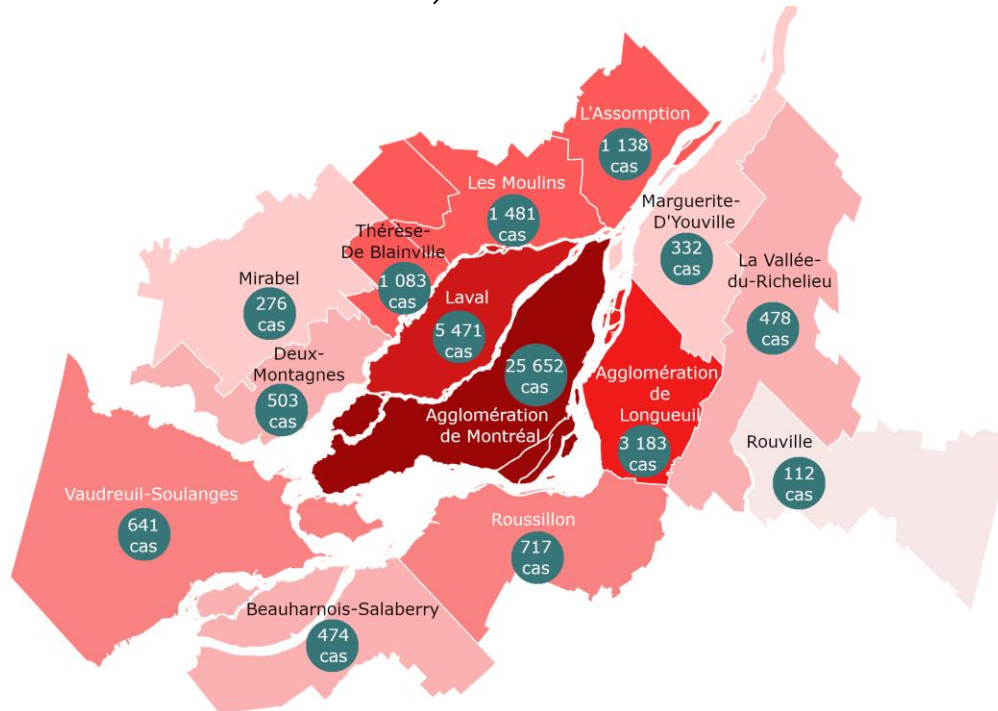 L'Assomption
1 138
cas
Les Moulins
1 481
cas
Marguerite-
D'Youville
332
cas
La Vallée-
du-Richelieu
478
cas
Thérèse-
De Blainville
1 083
cas
Mirabel
276
cas
Laval
5 471
cas
Deux-
Montagnes
503
cas
25 652
cas
Agglomération
de Montréal
Agglomération
de
Longueuil
3 183
cas
Rouville
112
cas
Vaudreuil-Soulanges
641
cas
Roussillon
717
cas
Beauharnois-Salaberry
474
cas